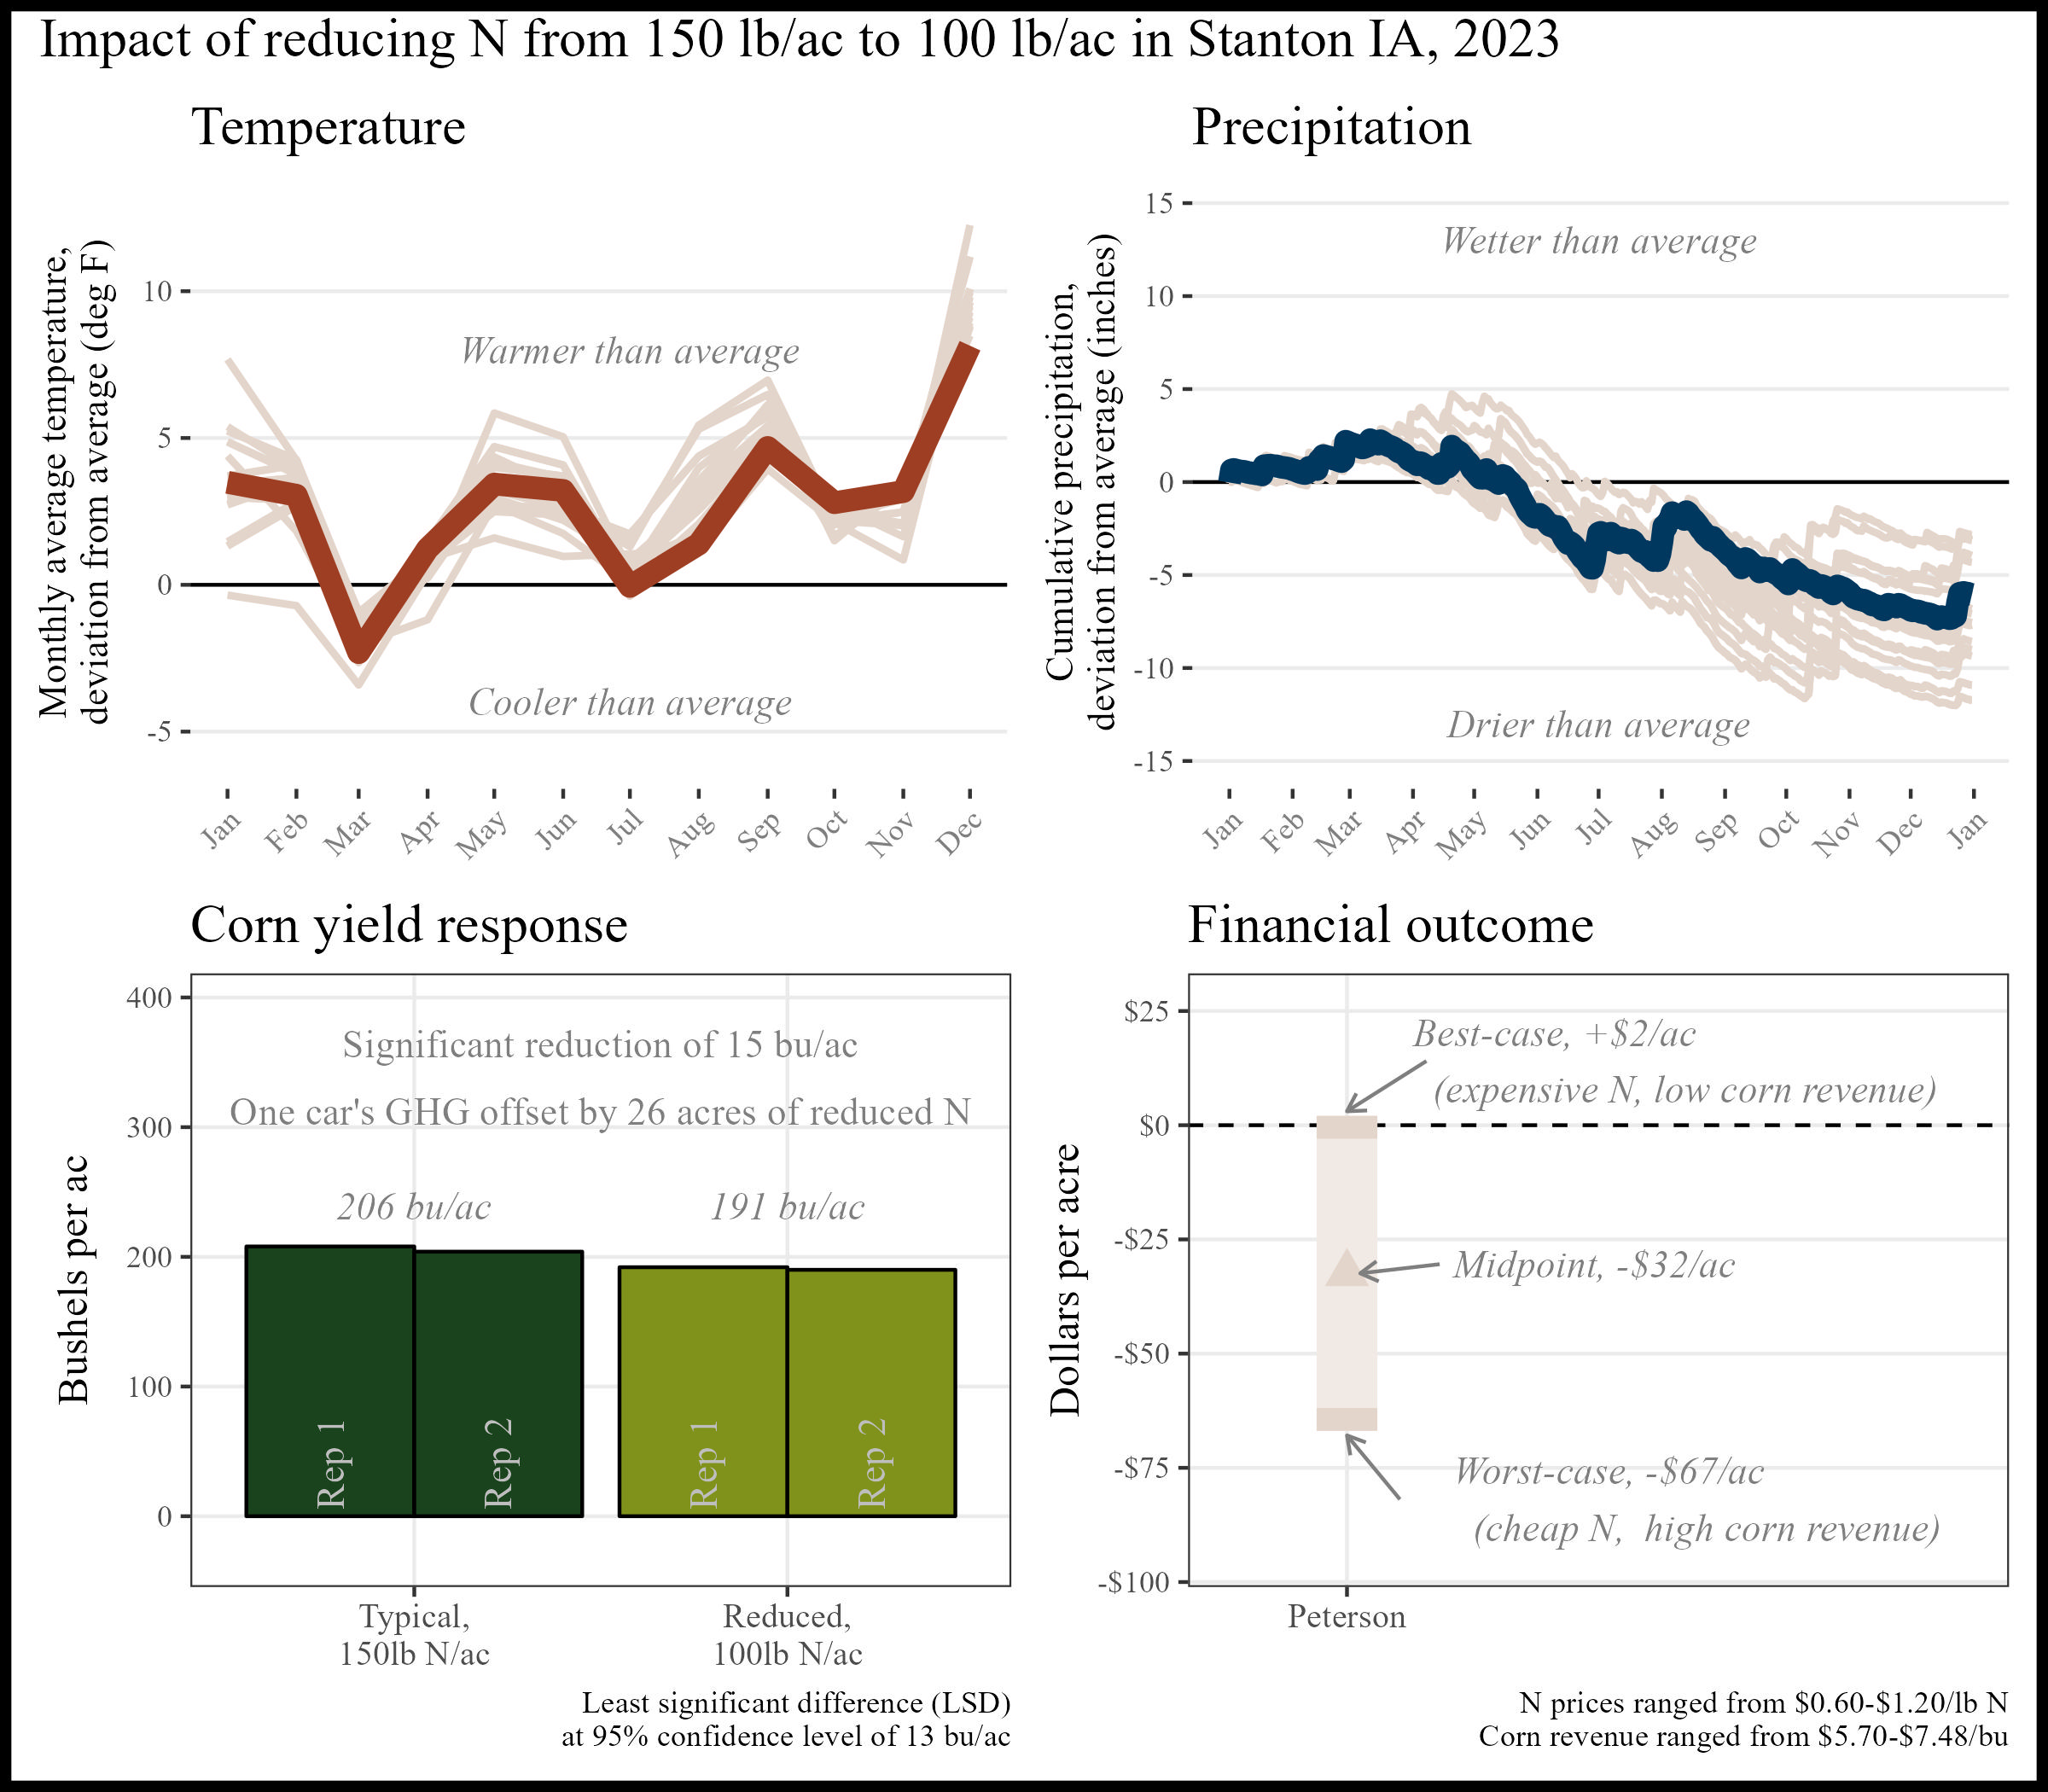 Impact of reducing N from 150 lb/ac to 100 lb/ac in Stanton IA, 2023
Temperature
Monthly average temperature,
deviation from average (deg F)
10
5
0
-5
Warmer than average
Cooler than average
Jan
Feb
Mar
Apr
May
Jun
Jul
Aug
Sep
Oct
Nov
Dec
Precipitation
Cumulative precipitation,
deviation from average (inches)
15
10
5
0
-5
-10
-15
Wetter than average
Drier than average
Jan
Feb
Mar
Apr
May
Jun
Jul
Aug
Sep
Oct
Nov
Dec
Jan
Corn yield response
Bushels per ac
400
300
200
100
0
Significant reduction of 15 bu/ac
One car's GHG offset by 26 acres of reduced N
206 bu/ac
191 bu/ac
Rep 1
Rep 2
Rep 1
Rep 2
Typical,
150lb N/ac
Reduced,
100lb N/ac
Least significant difference (LSD)
at 95% confidence level of 13 bu/ac
Financial outcome
Dollars per acre
$25
$0
-$25
-$50
-$75
-$100
Best-case, +$2/ac
(expensive N, low corn revenue)
Midpoint, -$32/ac
Worst-case, -$67/ac
(cheap N,  high corn revenue)
Peterson
N prices ranged from $0.60-$1.20/lb N
Corn revenue ranged from $5.70-$7.48/bu